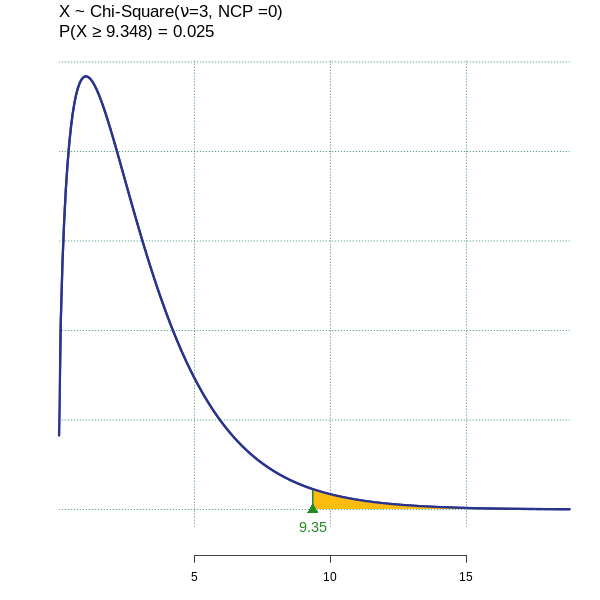 X ~ Chi-Square(ν=3, NCP =0)
P(X ≥ 9.348) = 0.025
9.35
5 10 15